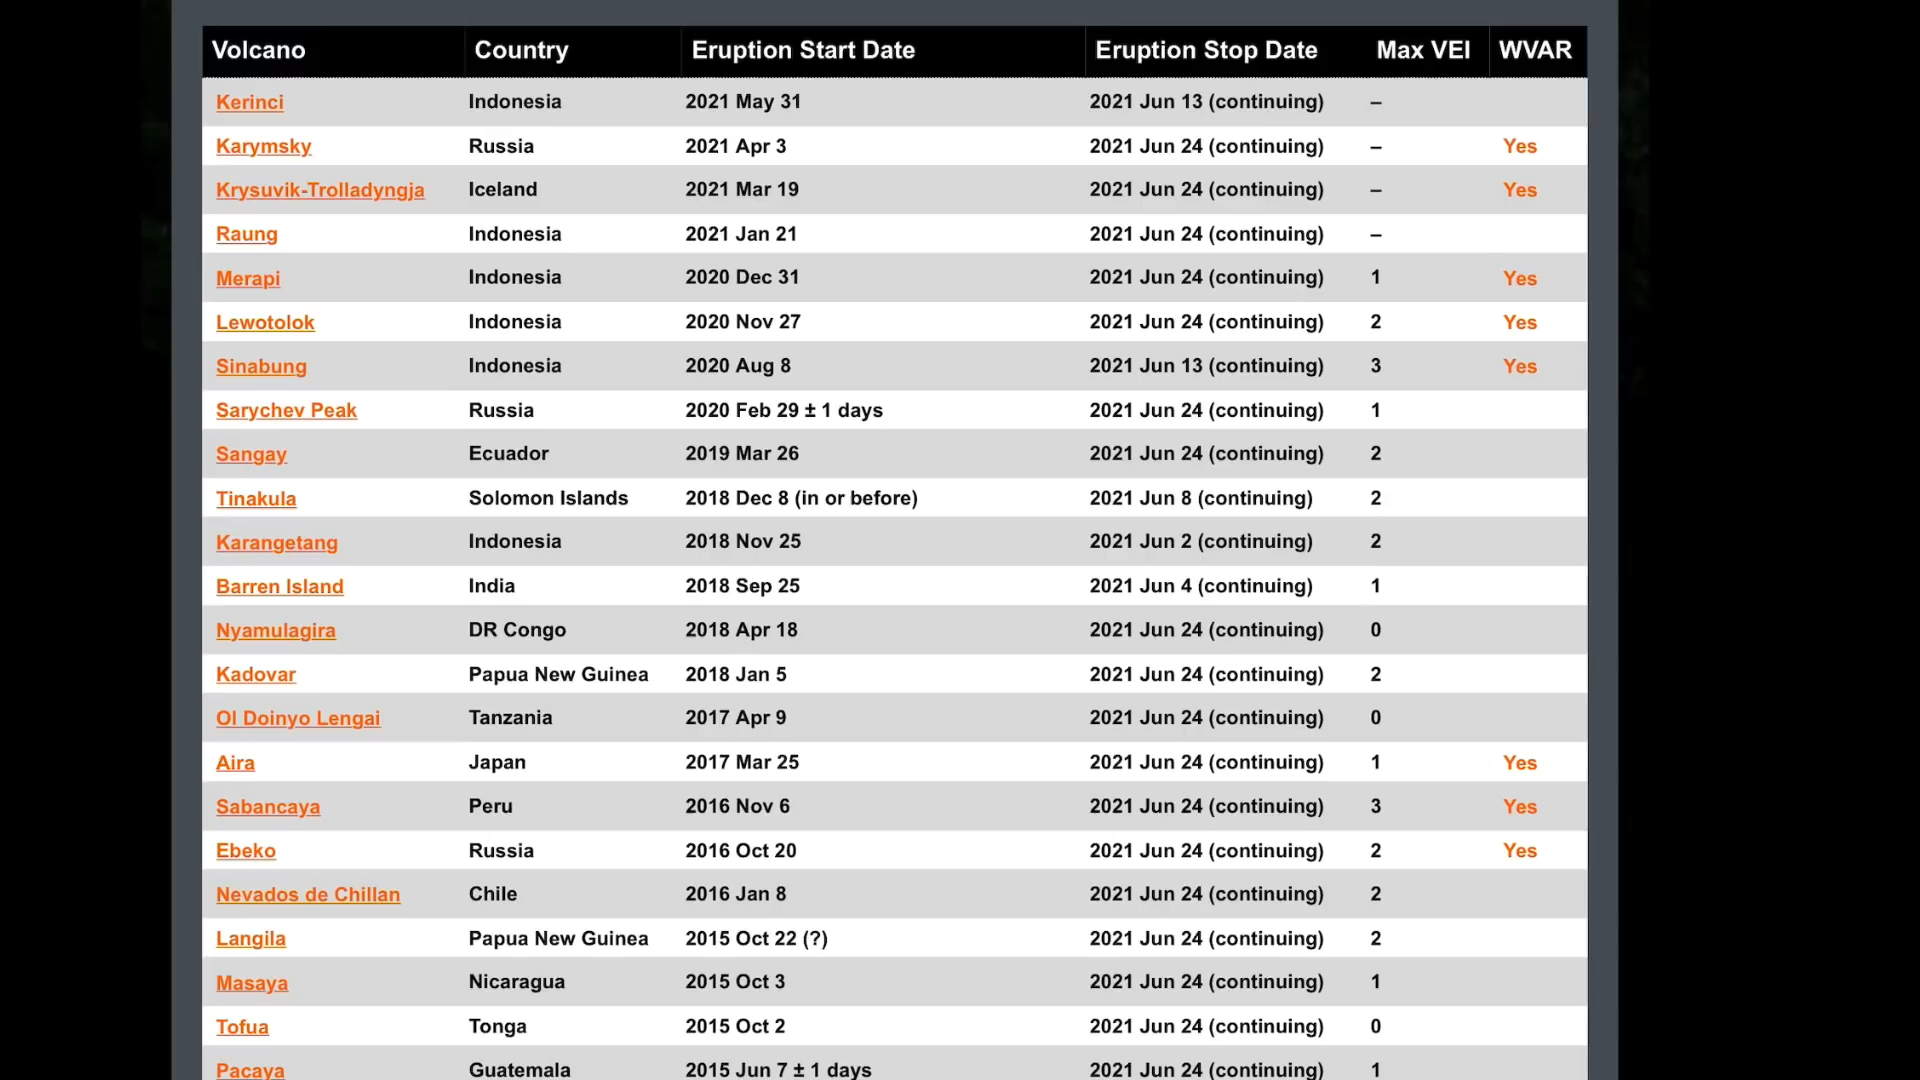 Volcano Country Eruption Start Date Eruption Stop Date Max VEI WVAR
Kerinci Indonesia 2021 May 31 2021 Jun 13 (continuing) –
Karymsky Russia 2021 Apr 3 2021 Jun 24 (continuing) – Yes
Krysuvik-Trolladyngja Iceland 2021 Mar 19 2021 Jun 24 (continuing) – Yes
Raung Indonesia 2021 Jan 21 2021 Jun 24 (continuing) –
Merapi Indonesia 2020 Dec 31 2021 Jun 24 (continuing) 1 Yes
Lewotolok Indonesia 2020 Nov 27 2021 Jun 24 (continuing) 2 Yes
Sinabung Indonesia 2020 Aug 8 2021 Jun 13 (continuing) 3 Yes
Sarychev Peak Russia 2020 Feb 29 ± 1 days 2021 Jun 24 (continuing) 1
Sangay Ecuador 2019 Mar 26 2021 Jun 24 (continuing) 2
Tinakula Solomon Islands 2018 Dec 8 (in or before) 2021 Jun 8 (continuing) 2
Karangetang Indonesia 2018 Nov 25 2021 Jun 2 (continuing) 2
Barren Island India 2018 Sep 25 2021 Jun 4 (continuing) 1
Nyamulagira DR Congo 2018 Apr 18 2021 Jun 24 (continuing) 0
Kadovar Papua New Guinea 2018 Jan 5 2021 Jun 24 (continuing) 2
Ol Doinyo Lengai Tanzania 2017 Apr 9 2021 Jun 24 (continuing) 0
Aira Japan 2017 Mar 25 2021 Jun 24 (continuing) 1 Yes
Sabancaya Peru 2016 Nov 6 2021 Jun 24 (continuing) 3 Yes
Ebeko Russia 2016 Oct 20 2021 Jun 24 (continuing) 2 Yes
Nevados de Chillan Chile 2016 Jan 8 2021 Jun 24 (continuing) 2
Langila Papua New Guinea 2015 Oct 22 (?) 2021 Jun 24 (continuing) 2
Masaya Nicaragua 2015 Oct 3 2021 Jun 24 (continuing) 1
Tofua Tonga 2015 Oct 2 2021 Jun 24 (continuing) 0
Pacaya Guatemala 2015 Jun 7 ± 1 days 2021 Jun 24 (continuing) 1